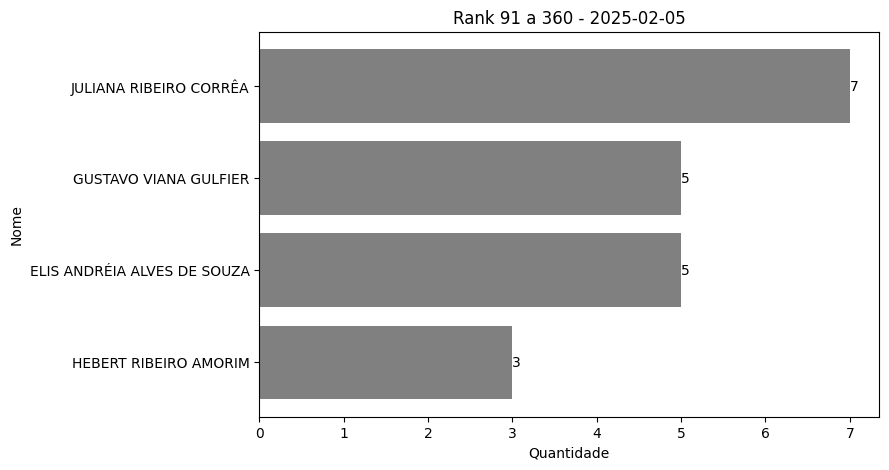 Rank 91 a 360 - 2025-02-05
JULIANA RIBEIRO CORRÊA
7
GUSTAVO VIANA GULFIER
5
ELIS ANDRÉIA ALVES DE SOUZA
5
HEBERT RIBEIRO AMORIM
3
Nome
0 1 2 3 4 5 6 7
Quantidade